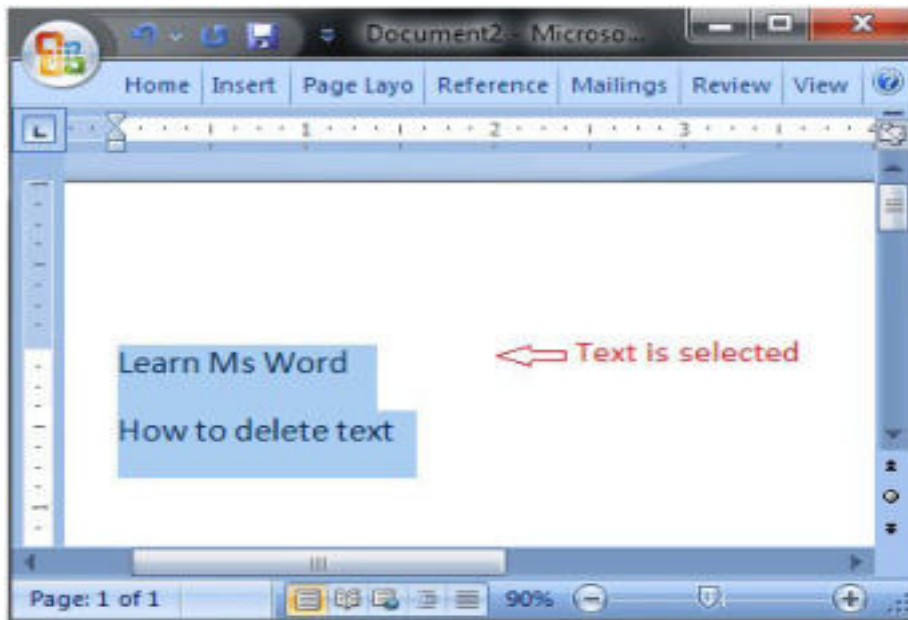 Document2 - Microso...
Home Insert Page Layo Reference Mailings Review View
1 2 3 4
Learn Ms Word
Text is selected
How to delete text
Page: 1 of 1 90%